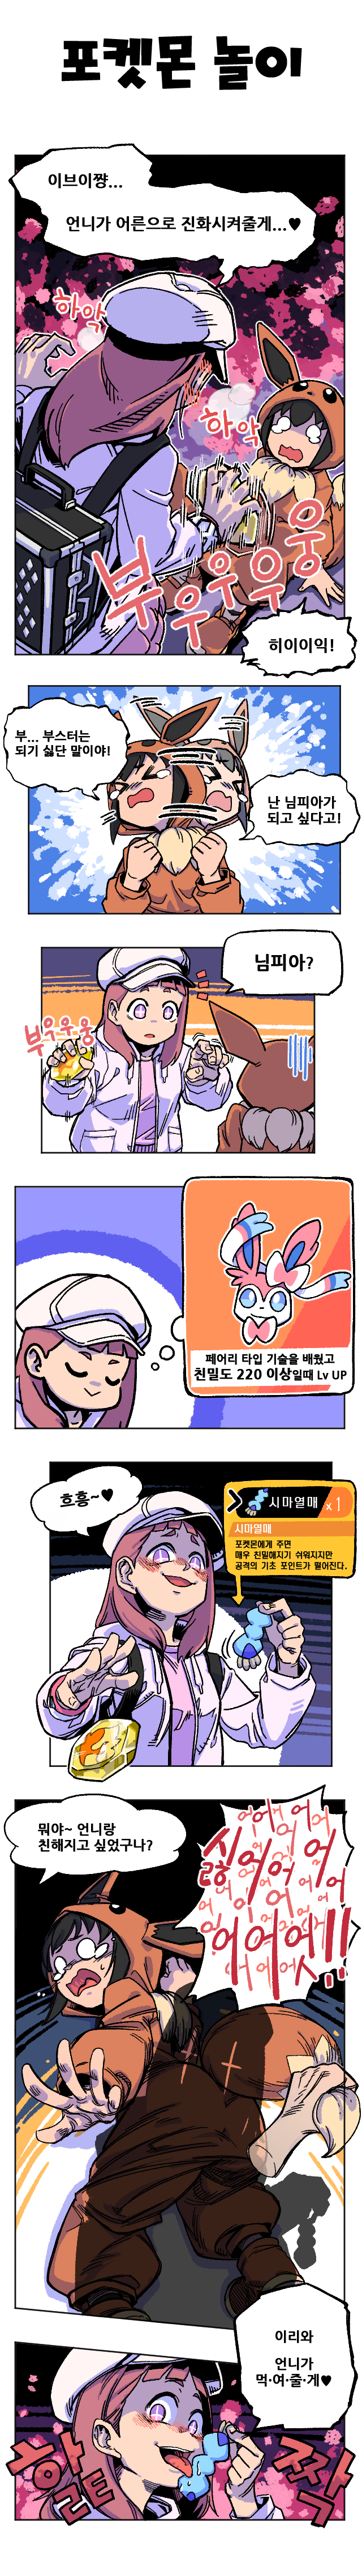 포켓몬 놀이
이브이쨩...
언니가 어른으로 진화시켜줄게...♥
하악
하악
부우우우웅
히이이익!
부... 부스터는
되기 싫단 말이야!
난 님피아가
되고 싶다고!
님피아?
부우우웅
페어리 타입 기술을 배웠고
친밀도 220 이상일때 Lv UP
흐흥~♥
시마열매 x1
시마열매
포켓몬에게 주면
매우 친밀해지기 쉬워지지만
공격의 기초 포인트가 떨어진다.
뭐야~ 언니랑
친해지고 싶었구나?
싫어어어
어어어엇!!
이리와
언니가
먹·여·줄·게♥
할트
짝